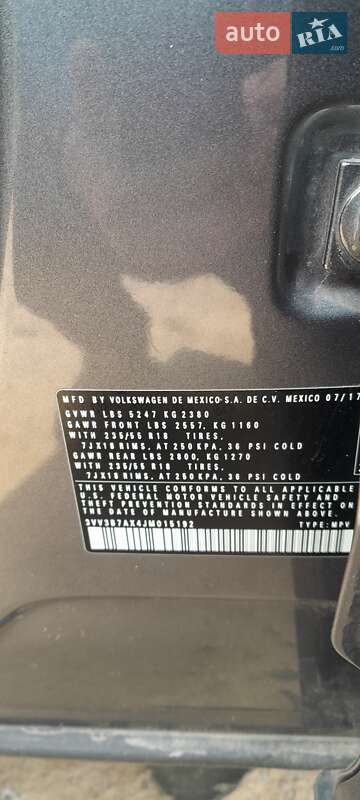 auto RIA
.com
MFD BY VOLKSWAGEN DE MEXICO-S.A. DE C.V. MEXICO 07/17
GVWR LBS 5247 KG 2380
GAWR FRONT LBS 2557, KG 1160
WITH 235/55 R18 TIRES,
7JX18 RIMS, AT 250 KPA, 36 PSI COLD
GAWR REAR LBS 2800, KG 1270
WITH 235/55 R18 TIRES,
7JX18 RIMS, AT 250 KPA, 36 PSI COLD
THIS VEHICLE CONFORMS TO ALL APPLICABLE
U.S. FEDERAL MOTOR VEHICLE SAFETY AND
THEFT PREVENTION STANDARDS IN EFFECT ON
THE DATE OF MANUFACTURE SHOWN ABOVE.
3VV3B7AX4JM015192 TYPE: MPV